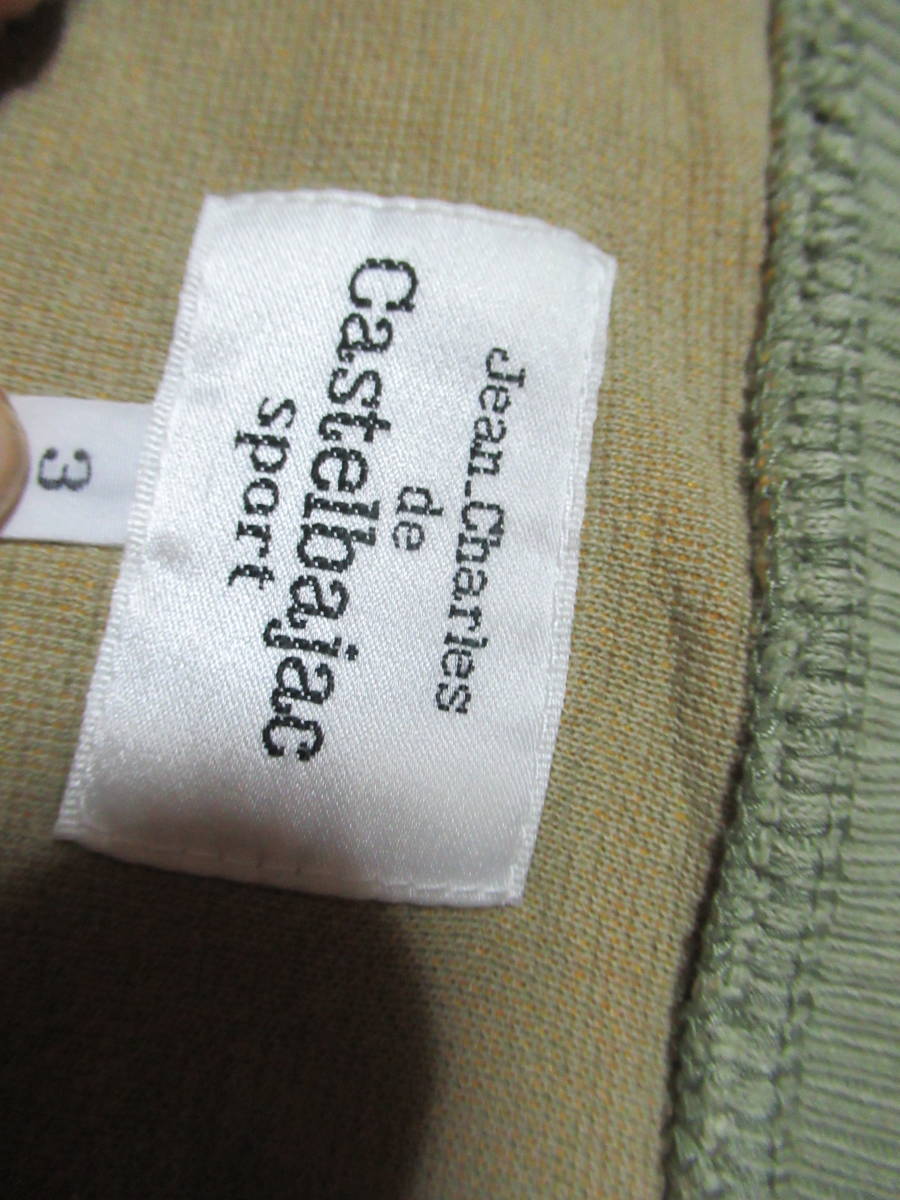 Jean.Charles
de
Castelbajac
sport
3